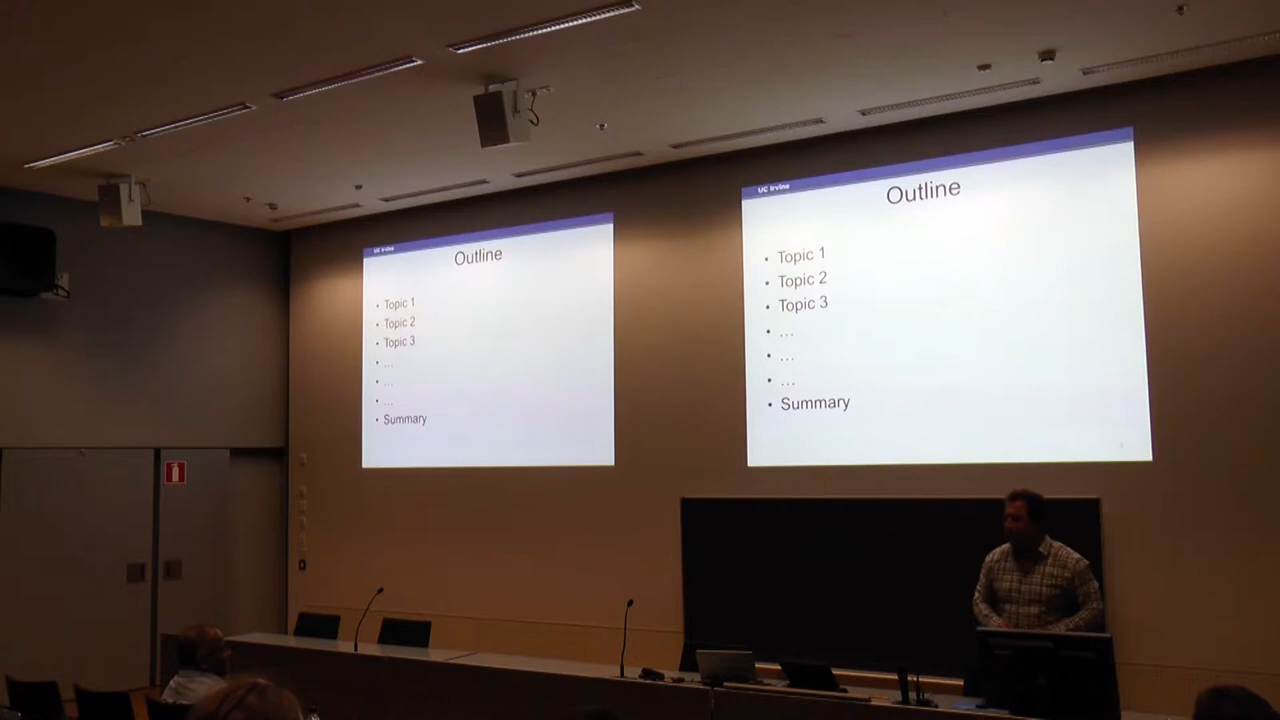 UC Irvine
Outline
• Topic 1
• Topic 2
• Topic 3
• ...
• ...
• ...
• Summary
UC Irvine
Outline
• Topic 1
• Topic 2
• Topic 3
• ...
• ...
• ...
• Summary